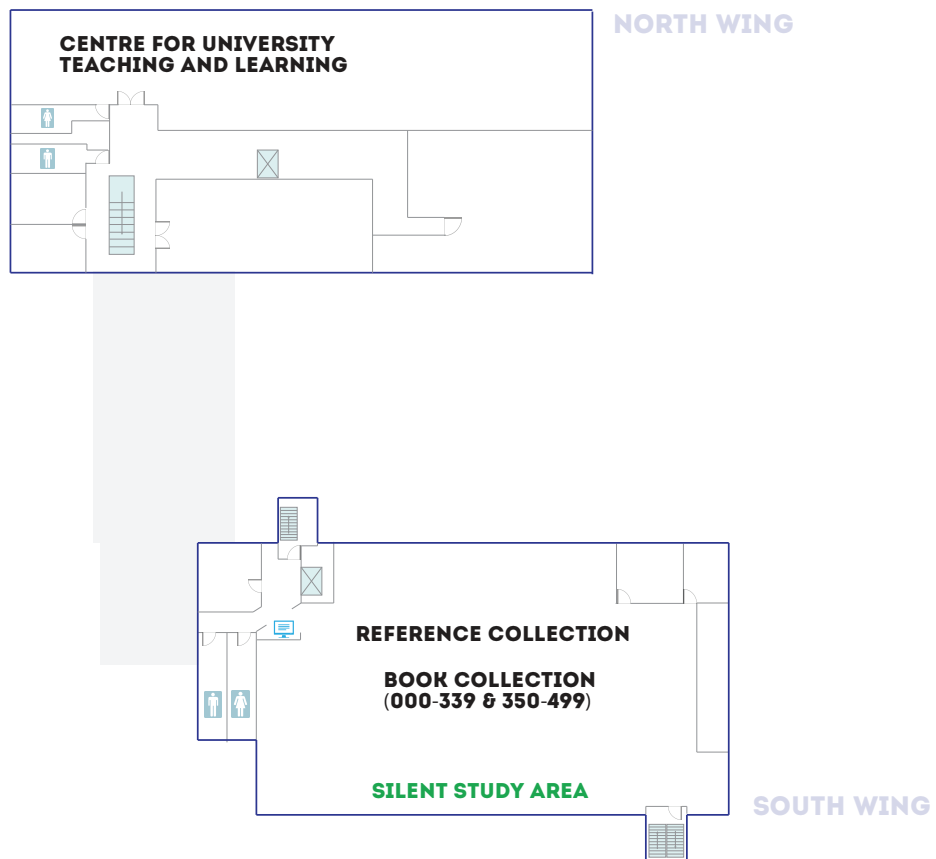 NORTH WING
CENTRE FOR UNIVERSITY
TEACHING AND LEARNING
REFERENCE COLLECTION
BOOK COLLECTION
(000-339 & 350-499)
SILENT STUDY AREA
SOUTH WING